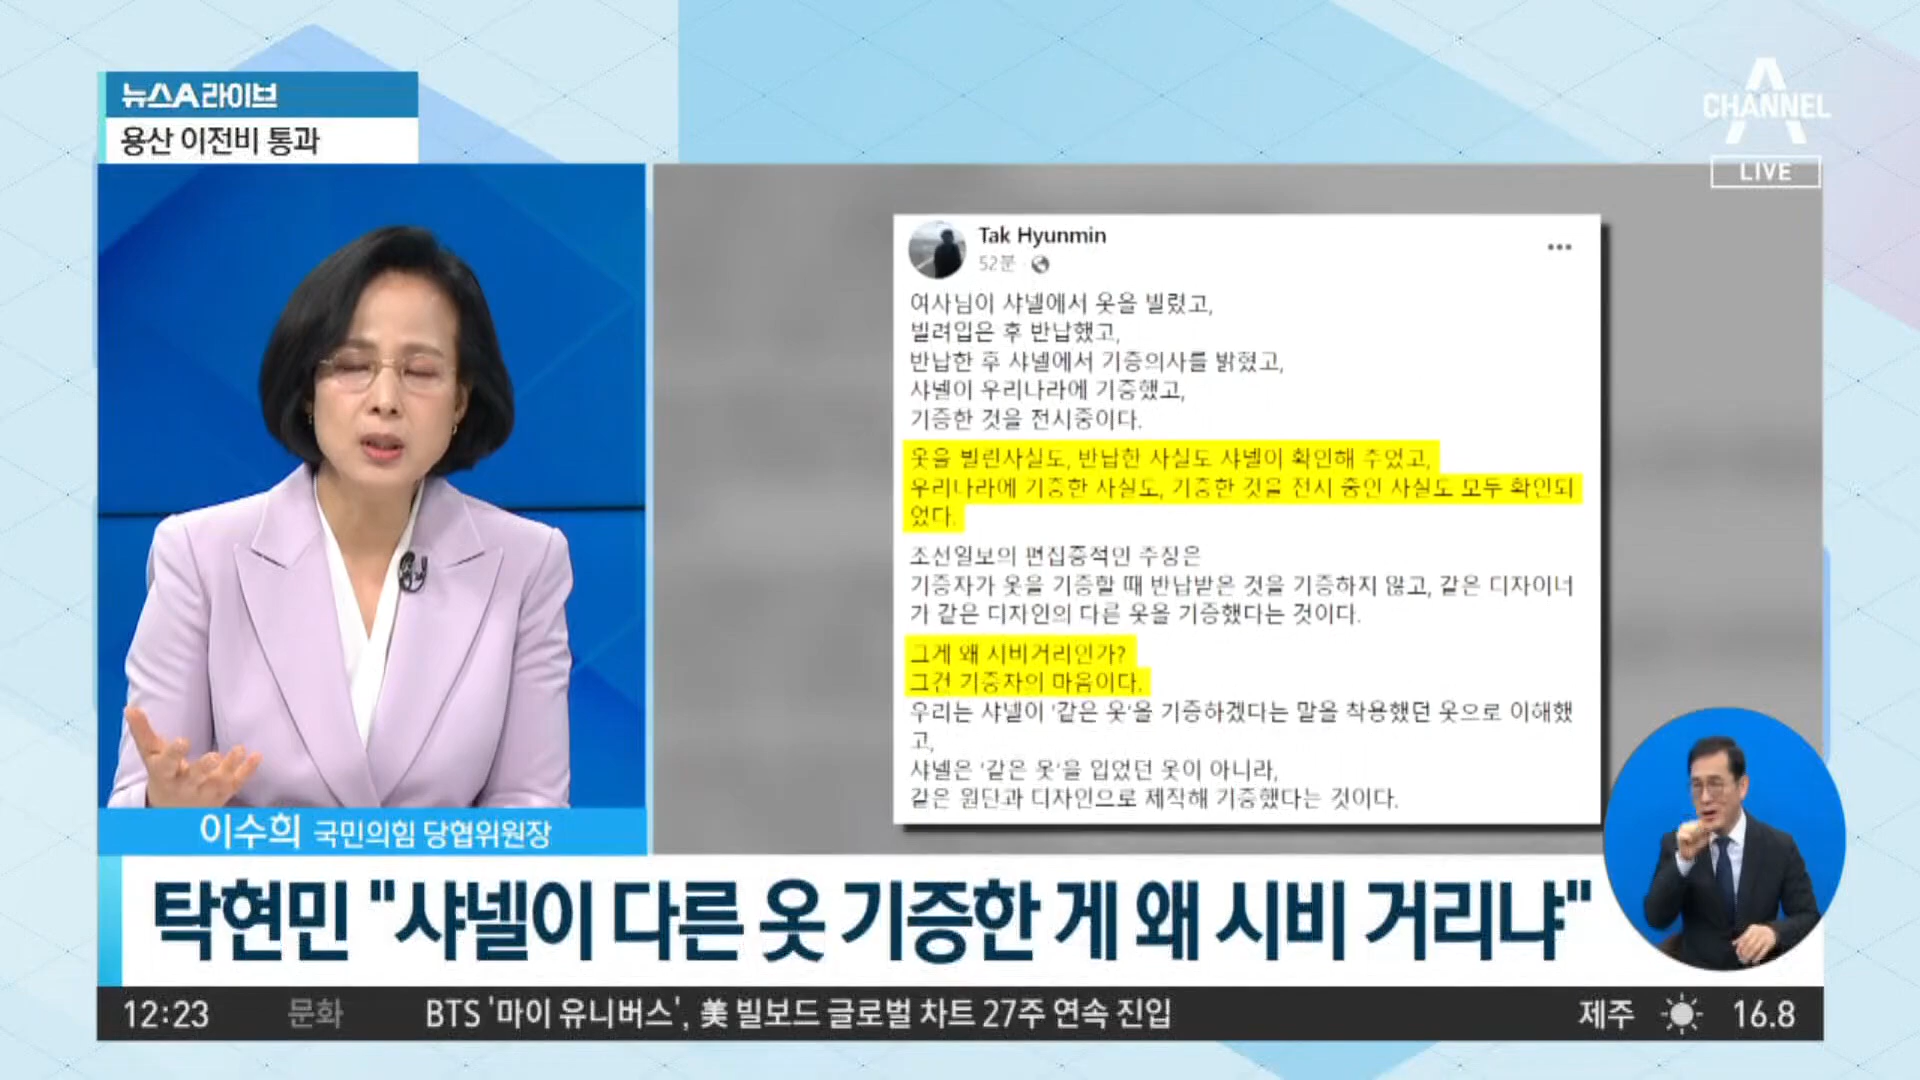 뉴스A라이브
용산 이전비 통과
CHANNEL A
LIVE
Tak Hyunmin
52분 ·
여사님이 샤넬에서 옷을 빌렸고,
빌려입은 후 반납했고,
반납한 후 샤넬에서 기증의사를 밝혔고,
샤넬이 우리나라에 기증했고,
기증한 것을 전시중이다.
옷을 빌린사실도, 반납한 사실도 샤넬이 확인해 주었고,
우리나라에 기증한 사실도, 기증한 것을 전시 중인 사실도 모두 확인되
었다.
조선일보의 편집증적인 주장은
기증자가 옷을 기증할 때 반납받은 것을 기증하지 않고, 같은 디자이너
가 같은 디자인의 다른 옷을 기증했다는 것이다.
그게 왜 시비거리인가?
그건 기증자의 마음이다.
우리는 샤넬이 '같은 옷'을 기증하겠다는 말을 착용했던 옷으로 이해했
고,
샤넬은 '같은 옷'을 입었던 옷이 아니라,
같은 원단과 디자인으로 제작해 기증했다는 것이다.
이수희 국민의힘 당협위원장
탁현민 "샤넬이 다른 옷 기증한 게 왜 시비 거리냐"
12:23 문화 BTS '마이 유니버스', 美 빌보드 글로벌 차트 27주 연속 진입 제주 16.8